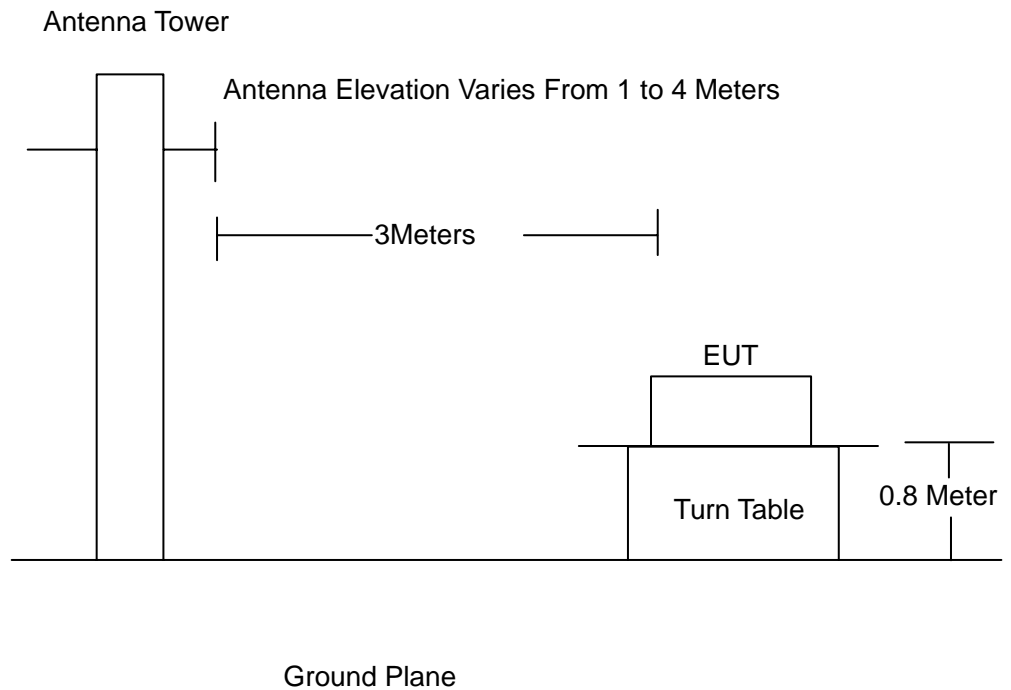 Antenna Tower
Antenna Elevation Varies From 1 to 4 Meters
3Meters
EUT
0.8 Meter
Turn Table
Ground Plane